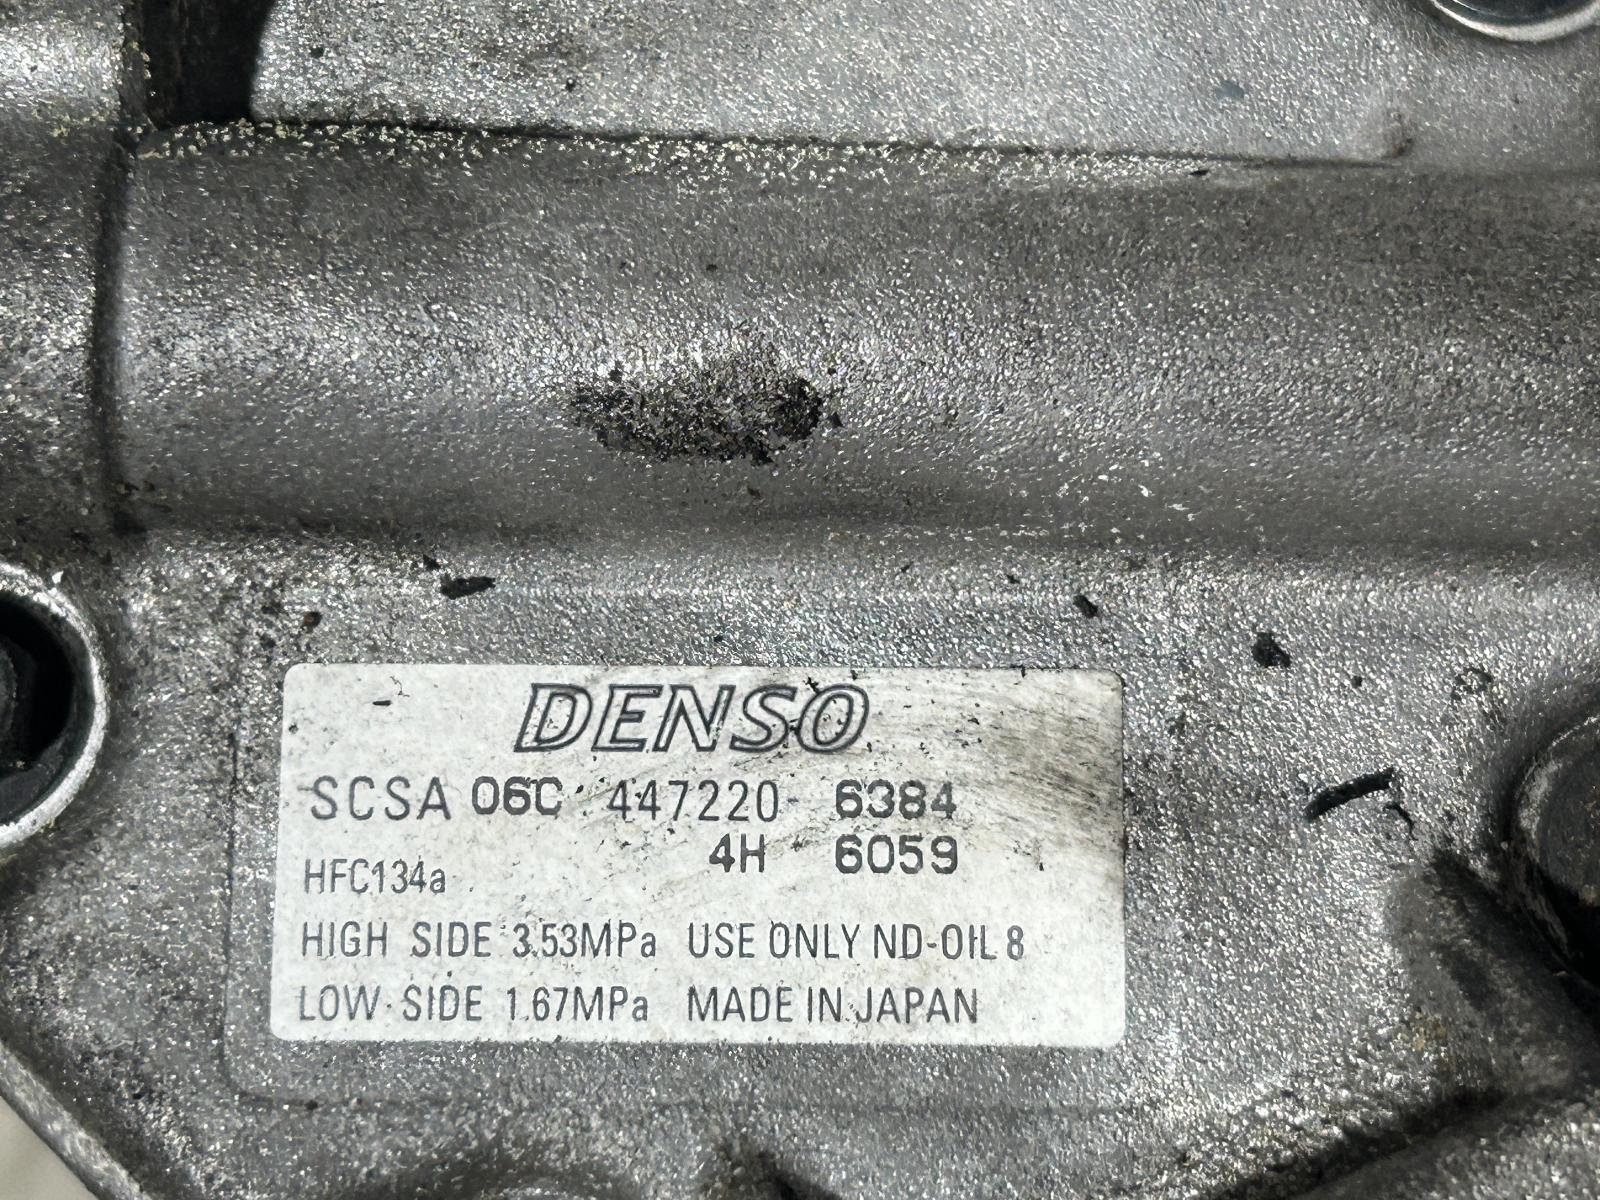 DENSO
SCSA 06C 447220- 6384
4H 6059
HFC134a
HIGH SIDE 3.53MPa USE ONLY ND-OIL 8
LOW SIDE 1.67MPa MADE IN JAPAN